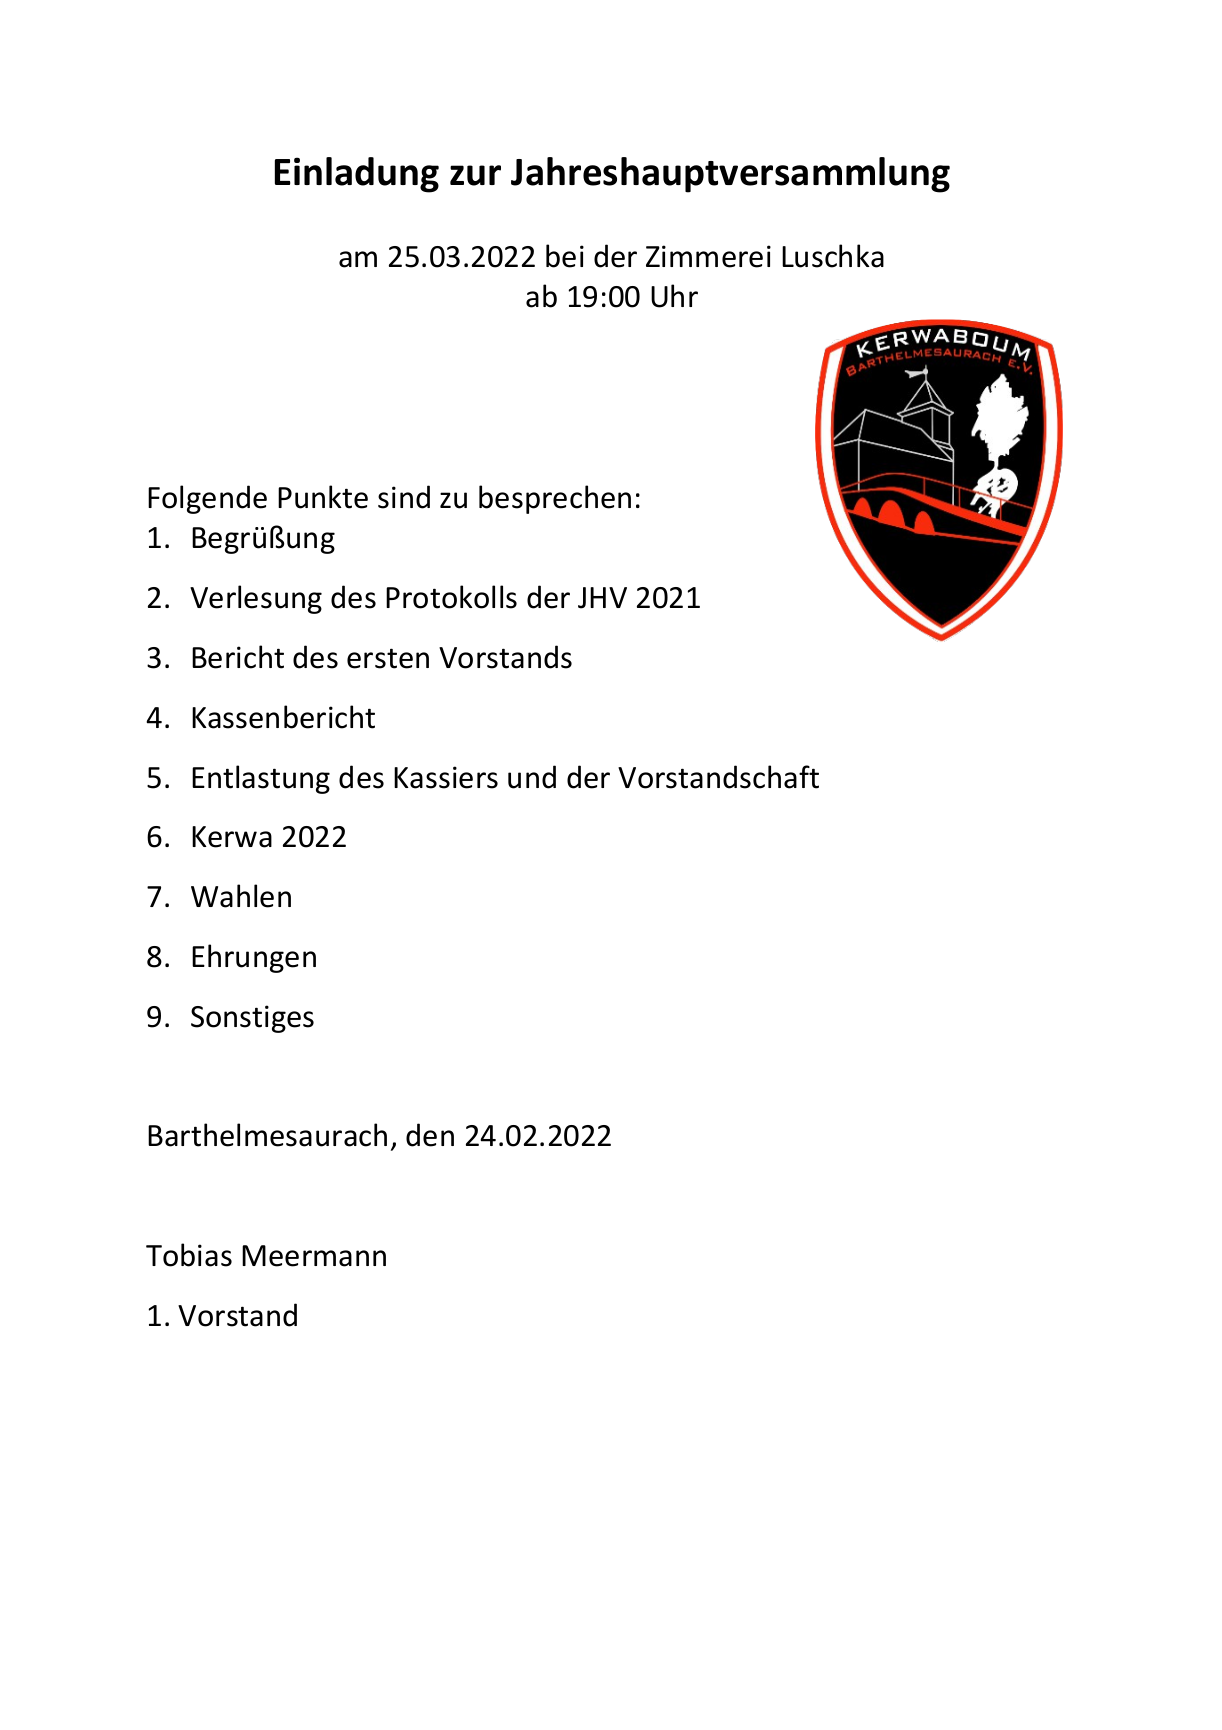 Einladung zur Jahreshauptversammlung
am 25.03.2022 bei der Zimmerei Luschka
ab 19:00 Uhr
KERWABOUM
BARTHELMESAURACH E.V.
Folgende Punkte sind zu besprechen:
1. Begrüßung
2. Verlesung des Protokolls der JHV 2021
3. Bericht des ersten Vorstands
4. Kassenbericht
5. Entlastung des Kassiers und der Vorstandschaft
6. Kerwa 2022
7. Wahlen
8. Ehrungen
9. Sonstiges
Barthelmesaurach, den 24.02.2022
Tobias Meermann
1. Vorstand